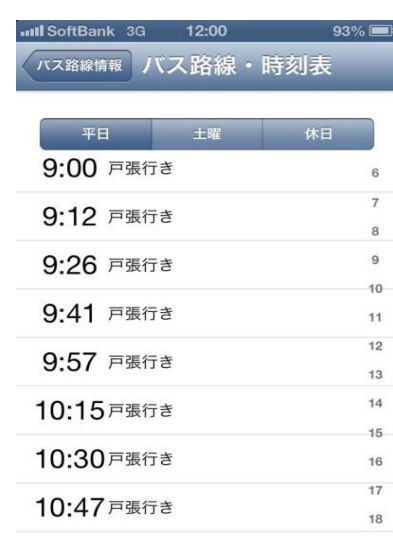 SoftBank 3G 12:00 93%
バス路線情報 バス路線・時刻表
平日 土曜 休日
9:00 戸張行き
9:12 戸張行き
9:26 戸張行き
9:41 戸張行き
9:57 戸張行き
10:15 戸張行き
10:30 戸張行き
10:47 戸張行き
6
7
8
9
10
11
12
13
14
15
16
17
18